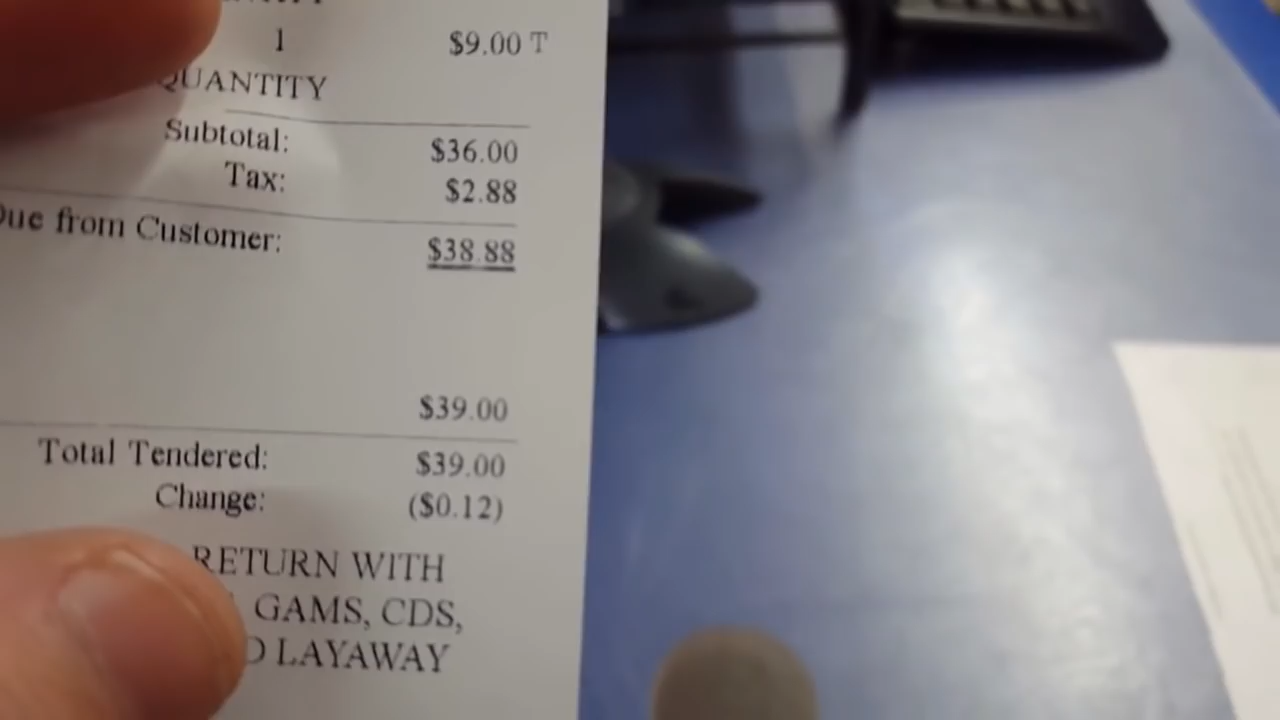 1 $9.00 T
QUANTITY
Subtotal: $36.00
Tax: $2.88
Due from Customer: $38.88
$39.00
Total Tendered: $39.00
Change: ($0.12)
RETURN WITH
GAMS, CDS,
LAYAWAY